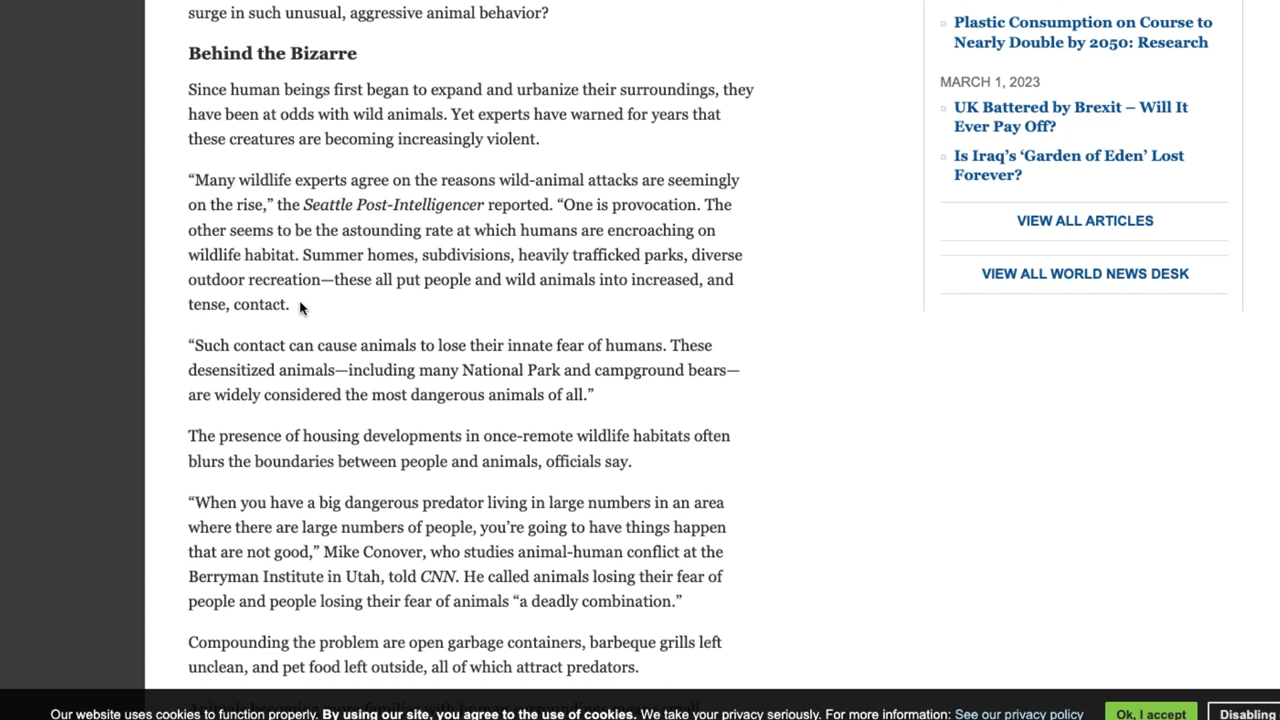 surge in such unusual, aggressive animal behavior?
Behind the Bizarre
Since human beings first began to expand and urbanize their surroundings, they
have been at odds with wild animals. Yet experts have warned for years that
these creatures are becoming increasingly violent.
“Many wildlife experts agree on the reasons wild-animal attacks are seemingly
on the rise,” the Seattle Post-Intelligencer reported. “One is provocation. The
other seems to be the astounding rate at which humans are encroaching on
wildlife habitat. Summer homes, subdivisions, heavily trafficked parks, diverse
outdoor recreation—these all put people and wild animals into increased, and
tense, contact.
“Such contact can cause animals to lose their innate fear of humans. These
desensitized animals—including many National Park and campground bears—
are widely considered the most dangerous animals of all.”
The presence of housing developments in once-remote wildlife habitats often
blurs the boundaries between people and animals, officials say.
“When you have a big dangerous predator living in large numbers in an area
where there are large numbers of people, you’re going to have things happen
that are not good,” Mike Conover, who studies animal-human conflict at the
Berryman Institute in Utah, told CNN. He called animals losing their fear of
people and people losing their fear of animals “a deadly combination.”
Compounding the problem are open garbage containers, barbeque grills left
unclean, and pet food left outside, all of which attract predators.
Plastic Consumption on Course to
Nearly Double by 2050: Research
MARCH 1, 2023
UK Battered by Brexit – Will It
Ever Pay Off?
Is Iraq’s ‘Garden of Eden’ Lost
Forever?
VIEW ALL ARTICLES
VIEW ALL WORLD NEWS DESK
Our website uses cookies to function properly. By using our site, you agree to the use of cookies. We take your privacy seriously. For more information: See our privacy policy
Ok, I accept
Disabling